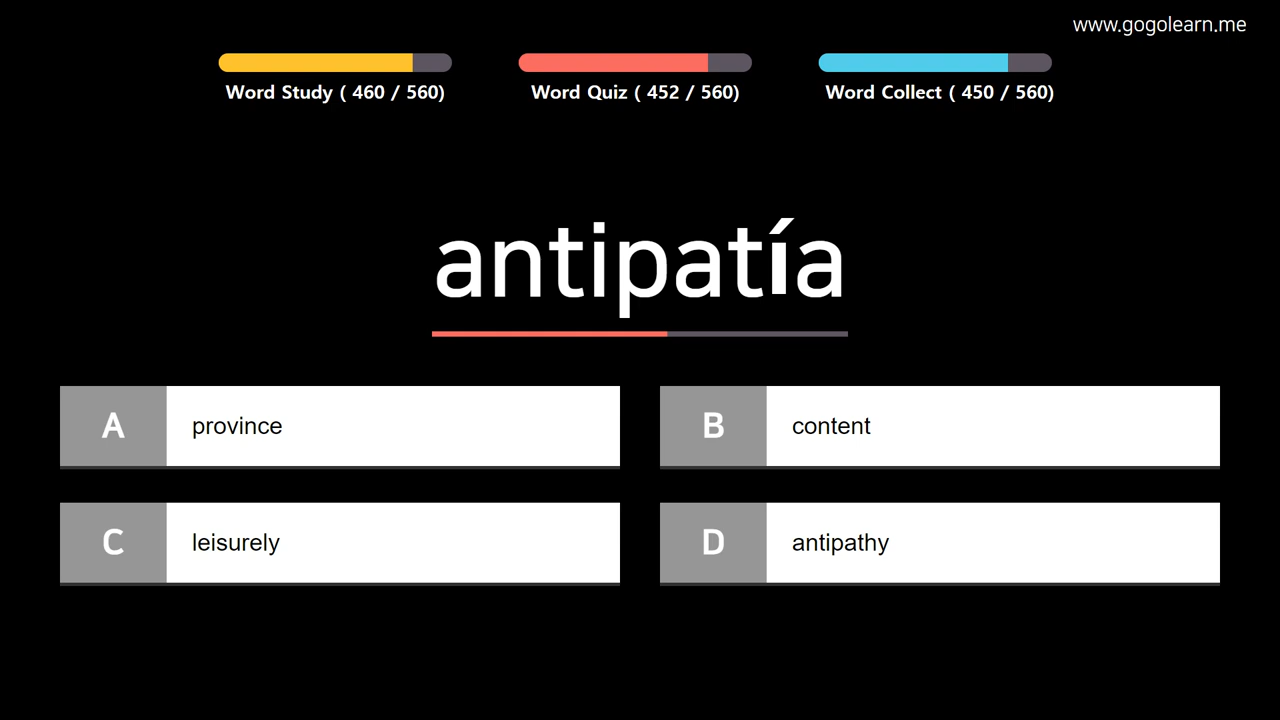 www.gogolearn.me
Word Study ( 460 / 560)
Word Quiz ( 452 / 560)
Word Collect ( 450 / 560)
antipatía
A province
B content
C leisurely
D antipathy